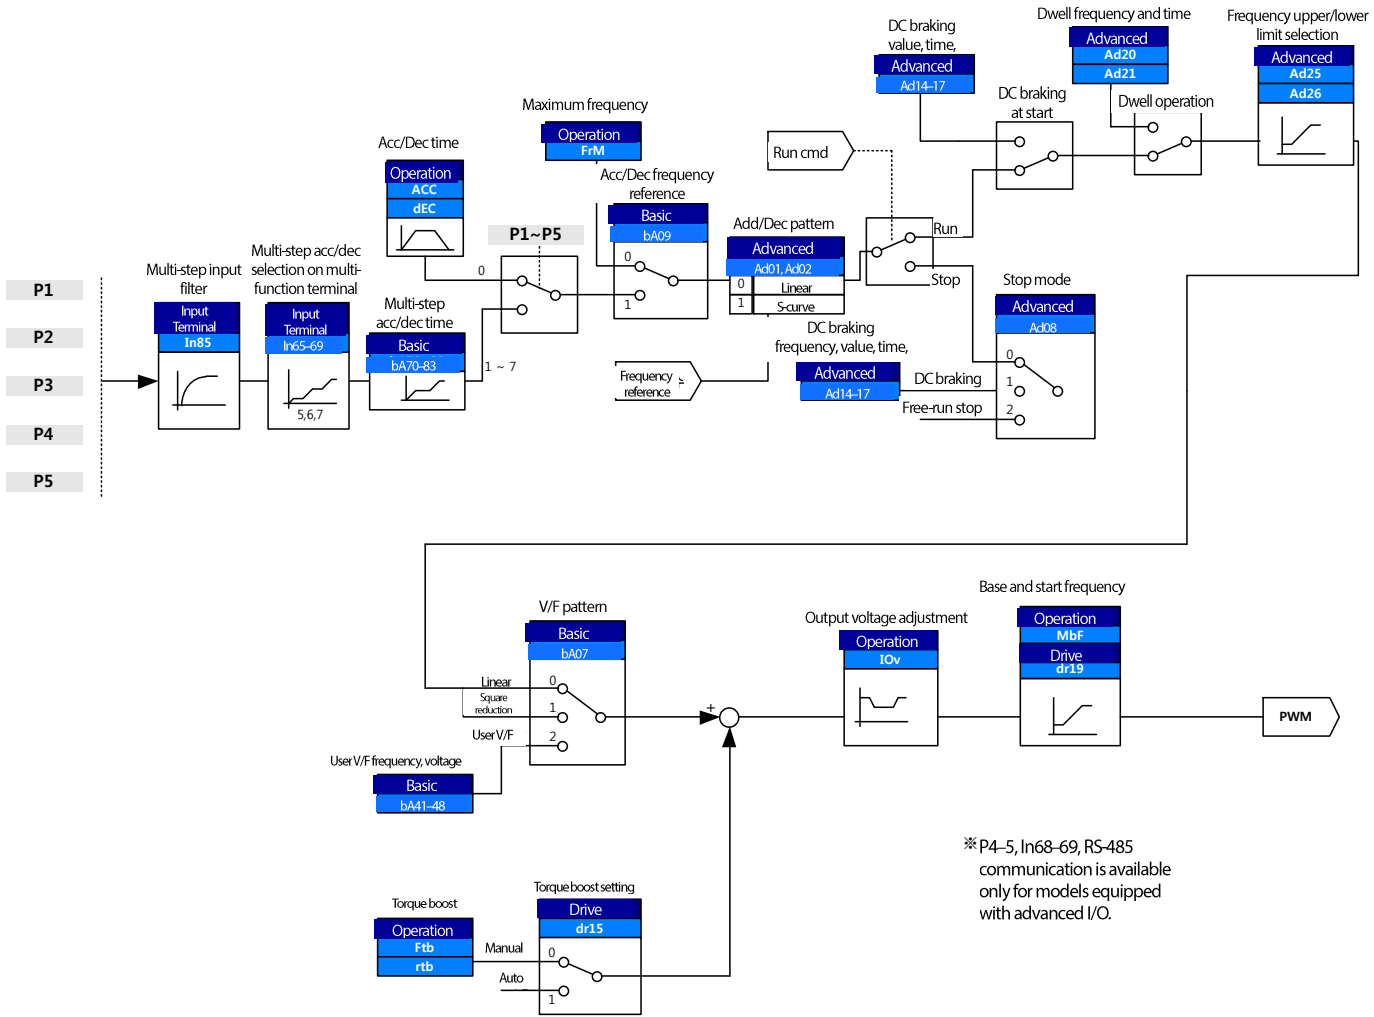 Dwell frequency and time
Advanced
Ad20
Ad21
Frequency upper/lower
limit selection
Advanced
Ad25
Ad26
DC braking
value, time,
Advanced
Ad14–17
DC braking
at start
Dwell operation
Maximum frequency
Operation
FrM
Run cmd
Acc/Dec time
Operation
ACC
dEC
Acc/Dec frequency
reference
Basic
bA09
0
1
Add/Dec pattern
Advanced
Ad01, Ad02
0
Linear
1
S-curve
Run
Stop
P1~P5
0
1 ~ 7
P1
P2
P3
P4
P5
Multi-step input
filter
Input
Terminal
In85
Multi-step acc/dec
selection on multi-
function terminal
Input
Terminal
In65–69
5,6,7
Multi-step
acc/dec time
Basic
bA70–83
Frequency
reference
DC braking
frequency, value, time,
Advanced
Ad14–17
DC braking
Free-run stop
Stop mode
Advanced
Ad08
0
1
2
V/F pattern
Basic
bA07
Linear
0
Square
reduction
1
User V/F
2
User V/F frequency, voltage
Basic
bA41–48
+
Output voltage adjustment
Operation
IOv
Base and start frequency
Operation
MbF
Drive
dr19
PWM
Torque boost
Operation
Ftb
rtb
Manual
Auto
Torque boost setting
Drive
dr15
0
1
※ P4–5, In68–69, RS-485
communication is available
only for models equipped
with advanced I/O.